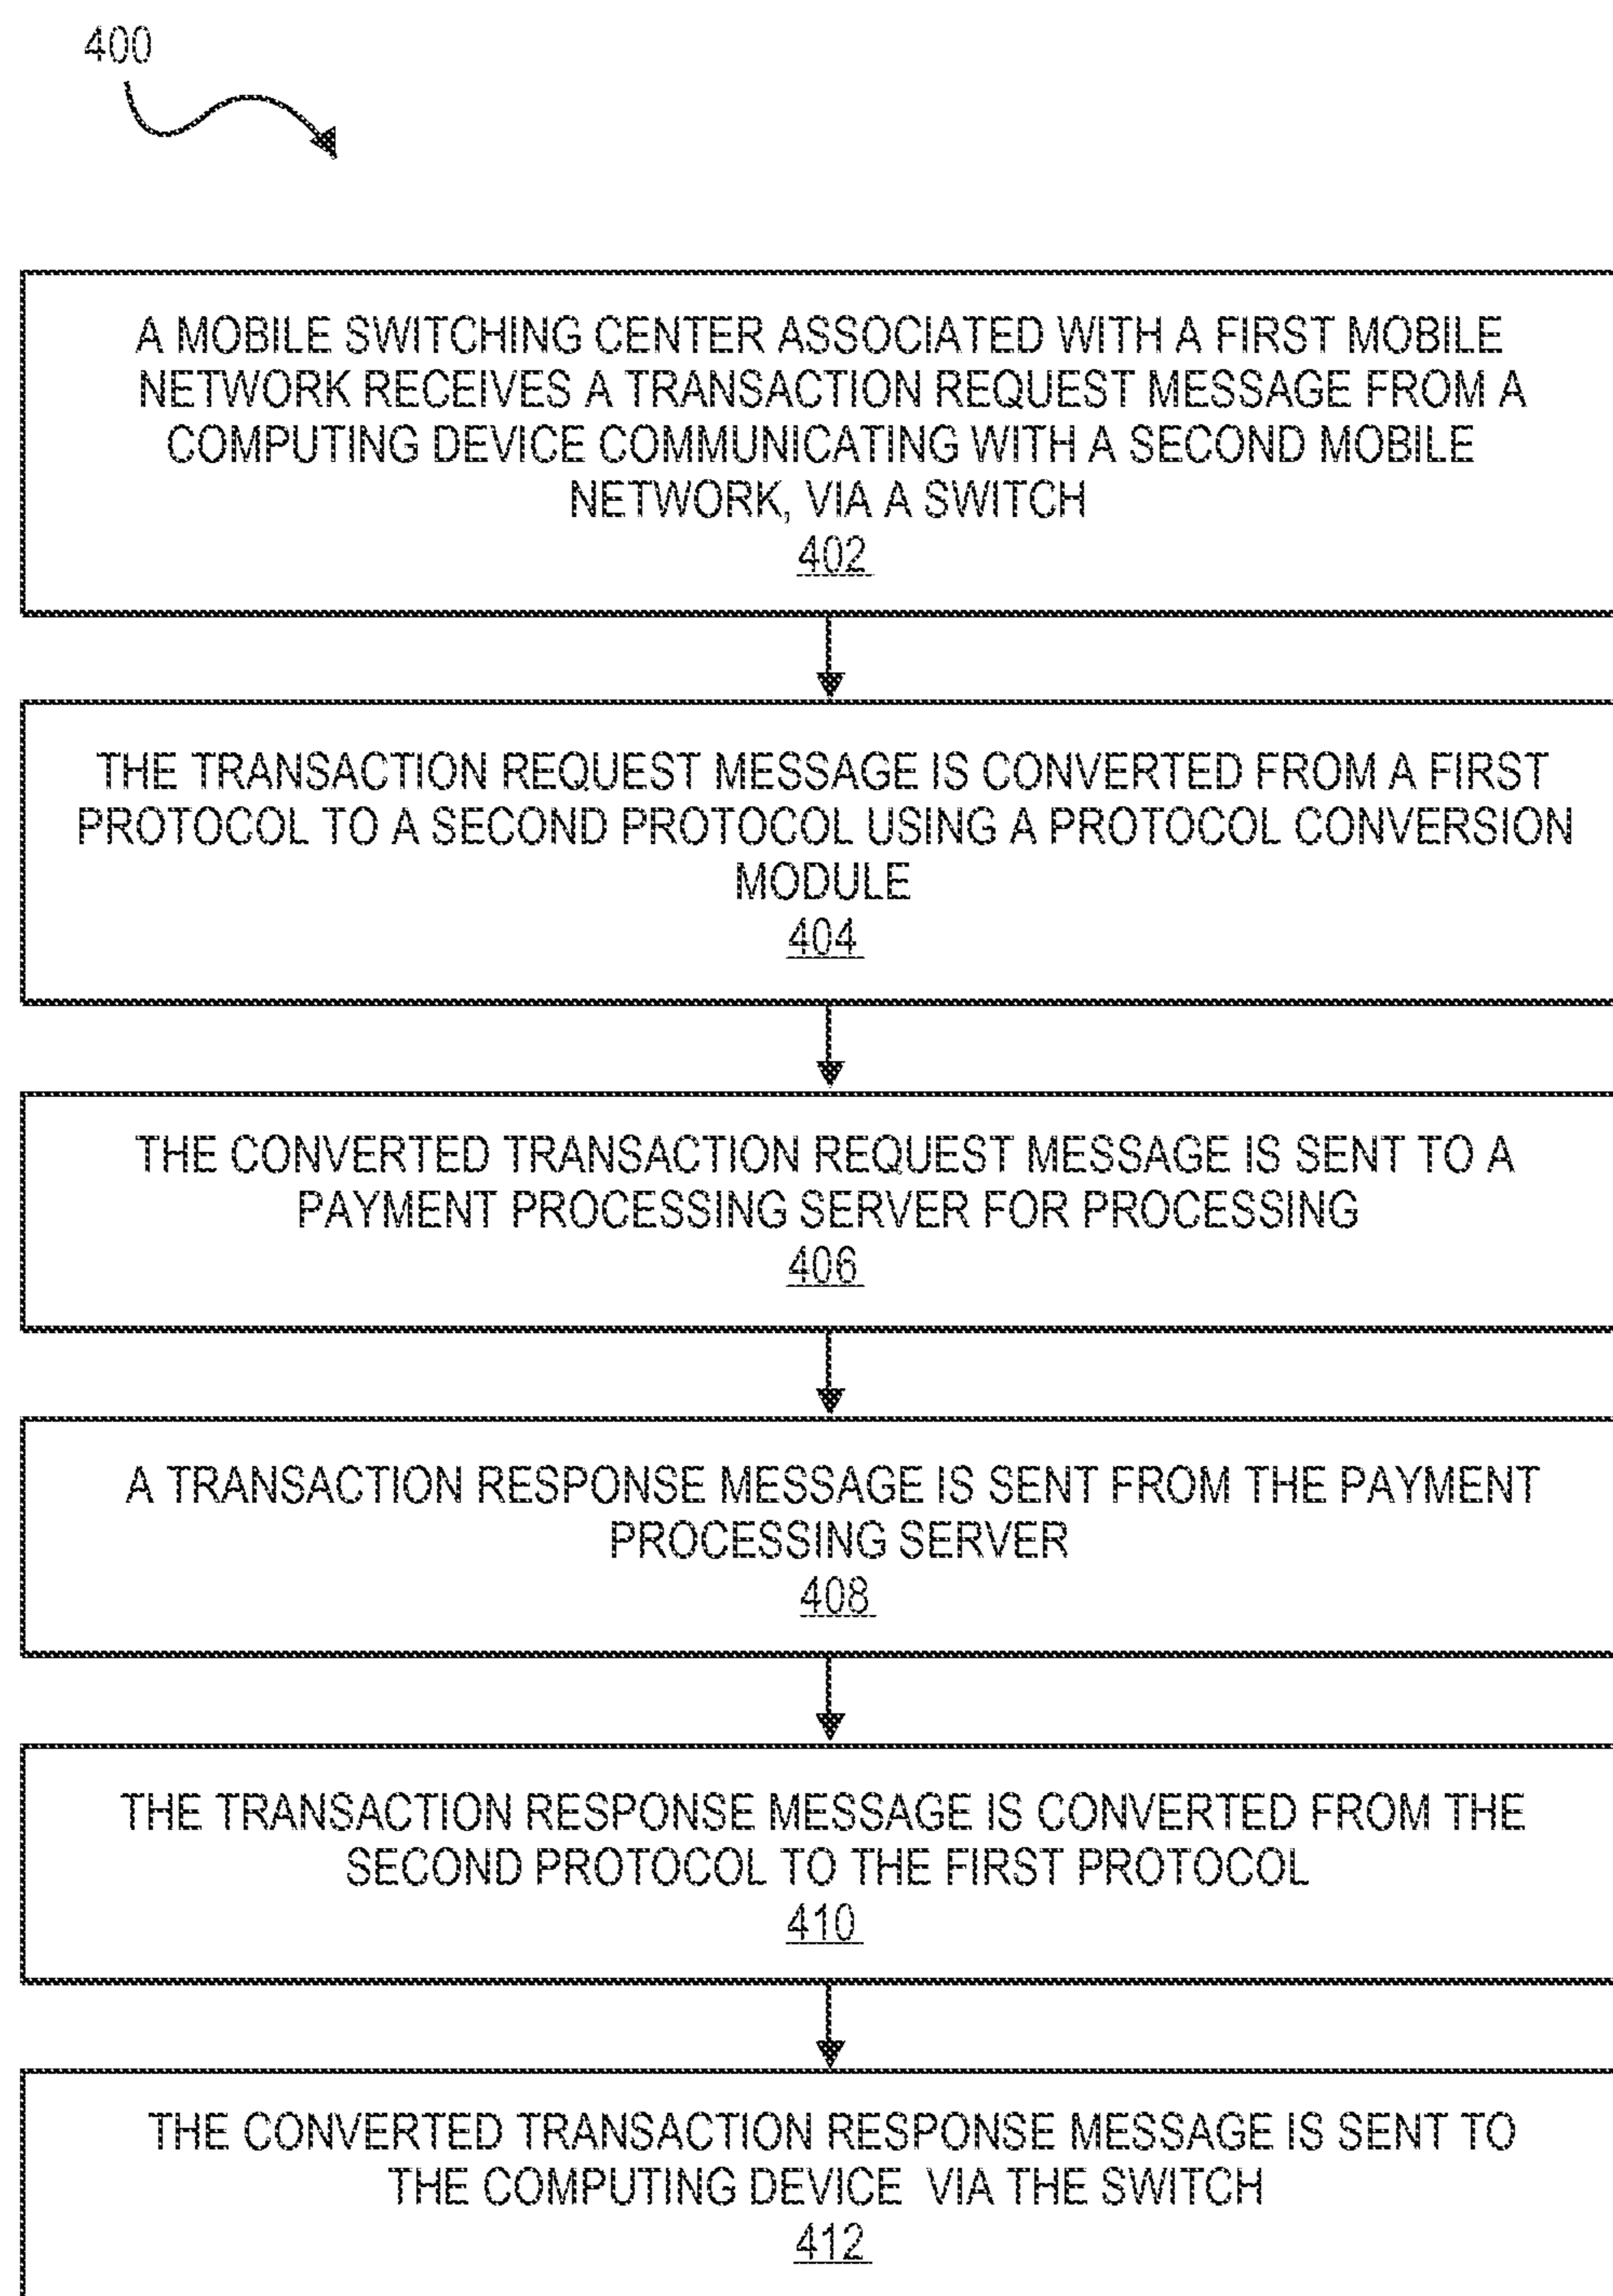 400
A MOBILE SWITCHING CENTER ASSOCIATED WITH A FIRST MOBILE
NETWORK RECEIVES A TRANSACTION REQUEST MESSAGE FROM A
COMPUTING DEVICE COMMUNICATING WITH A SECOND MOBILE
NETWORK, VIA A SWITCH
402
THE TRANSACTION REQUEST MESSAGE IS CONVERTED FROM A FIRST
PROTOCOL TO A SECOND PROTOCOL USING A PROTOCOL CONVERSION
MODULE
404
THE CONVERTED TRANSACTION REQUEST MESSAGE IS SENT TO A
PAYMENT PROCESSING SERVER FOR PROCESSING
406
A TRANSACTION RESPONSE MESSAGE IS SENT FROM THE PAYMENT
PROCESSING SERVER
408
THE TRANSACTION RESPONSE MESSAGE IS CONVERTED FROM THE
SECOND PROTOCOL TO THE FIRST PROTOCOL
410
THE CONVERTED TRANSACTION RESPONSE MESSAGE IS SENT TO
THE COMPUTING DEVICE VIA THE SWITCH
412